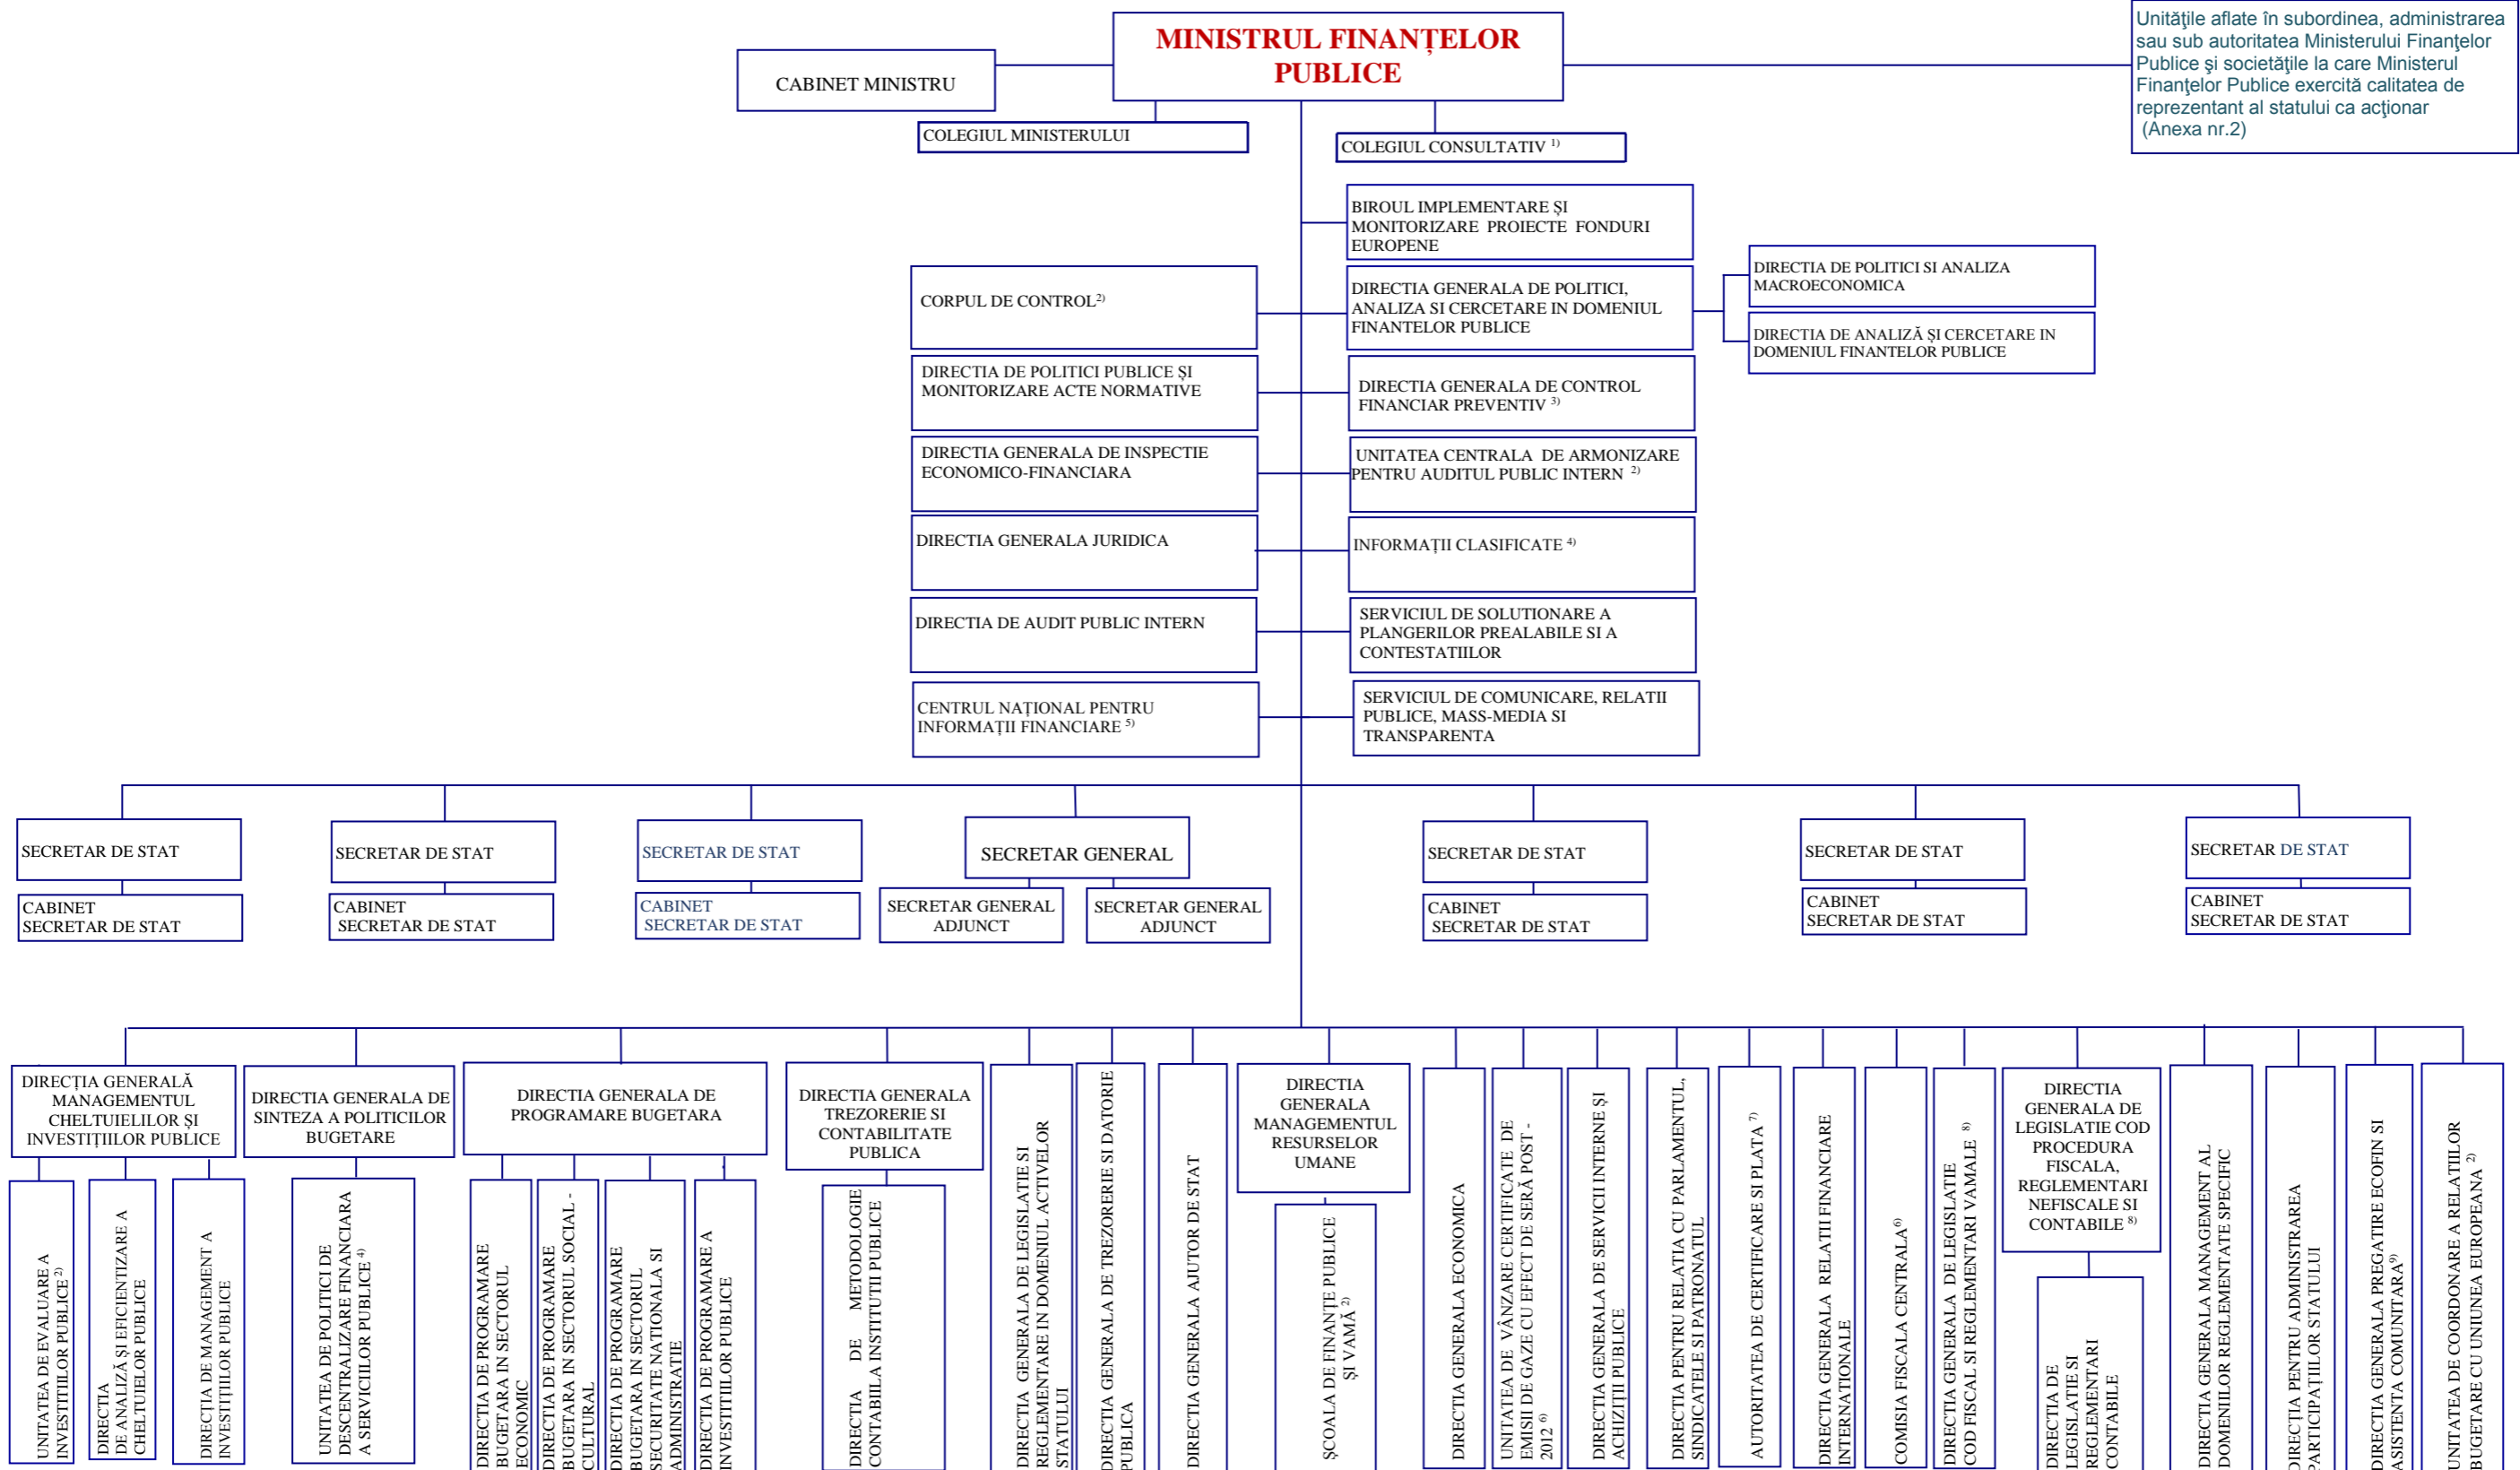 MINISTRUL FINANȚELOR
PUBLICE
CABINET MINISTRU
Unităţile aflate în subordinea, administrarea
sau sub autoritatea Ministerului Finanţelor
Publice şi societăţile la care Ministerul
Finanţelor Publice exercită calitatea de
reprezentant al statului ca acţionar
(Anexa nr.2)
COLEGIUL MINISTERULUI
COLEGIUL CONSULTATIV 1)
BIROUL IMPLEMENTARE ȘI
MONITORIZARE PROIECTE FONDURI
EUROPENE
CORPUL DE CONTROL2)
DIRECTIA GENERALA DE POLITICI,
ANALIZA SI CERCETARE IN DOMENIUL
FINANTELOR PUBLICE
DIRECTIA DE POLITICI SI ANALIZA
MACROECONOMICA
DIRECTIA DE ANALIZĂ ȘI CERCETARE IN
DOMENIUL FINANTELOR PUBLICE
DIRECTIA DE POLITICI PUBLICE ȘI
MONITORIZARE ACTE NORMATIVE
DIRECTIA GENERALA DE CONTROL
FINANCIAR PREVENTIV 3)
DIRECTIA GENERALA DE INSPECTIE
ECONOMICO-FINANCIARA
UNITATEA CENTRALA DE ARMONIZARE
PENTRU AUDITUL PUBLIC INTERN 2)
DIRECTIA GENERALA JURIDICA
INFORMAȚII CLASIFICATE 4)
DIRECTIA DE AUDIT PUBLIC INTERN
SERVICIUL DE SOLUTIONARE A
PLANGERILOR PREALABILE SI A
CONTESTATIILOR
CENTRUL NAȚIONAL PENTRU
INFORMAȚII FINANCIARE 5)
SERVICIUL DE COMUNICARE, RELATII
PUBLICE, MASS-MEDIA SI
TRANSPARENTA
SECRETAR DE STAT
SECRETAR DE STAT
SECRETAR DE STAT
SECRETAR GENERAL
SECRETAR DE STAT
SECRETAR DE STAT
SECRETAR DE STAT
CABINET
SECRETAR DE STAT
CABINET
SECRETAR DE STAT
CABINET
SECRETAR DE STAT
SECRETAR GENERAL
ADJUNCT
SECRETAR GENERAL
ADJUNCT
CABINET
SECRETAR DE STAT
CABINET
SECRETAR DE STAT
CABINET
SECRETAR DE STAT
DIRECȚIA GENERALĂ
MANAGEMENTUL
CHELTUIELILOR ȘI
INVESTIȚIILOR PUBLICE
UNITATEA DE EVALUARE A
INVESTITIILOR PUBLICE 2)
DIRECTIA
DE ANALIZĂ ȘI EFICIENTIZARE A
CHELTUIELOR PUBLICE
DIRECȚIA DE MANAGEMENT A
INVESTIȚIILOR PUBLICE
DIRECTIA GENERALA DE
SINTEZA A POLITICILOR
BUGETARE
UNITATEA DE POLITICI DE
DESCENTRALIZARE FINANCIARA
A SERVICIILOR PUBLICE 4)
DIRECTIA GENERALA DE
PROGRAMARE BUGETARA
DIRECTIA DE PROGRAMARE
BUGETARA IN SECTORUL
ECONOMIC
DIRECTIA DE PROGRAMARE
BUGETARA IN SECTORUL SOCIAL -
CULTURAL
DIRECTIA DE PROGRAMARE
BUGETARA IN SECTORUL
SECURITATE NATIONALA SI
ADMINISTRATIE
DIRECTIA DE PROGRAMARE A
INVESTITIILOR PUBLICE
DIRECTIA GENERALA
TREZORERIE SI
CONTABILITATE
PUBLICA
DIRECTIA DE METODOLOGIE
CONTABILA INSTITUTII PUBLICE
DIRECTIA GENERALA DE LEGISLATIE SI
REGLEMENTARE IN DOMENIUL ACTIVELOR
STATULUI
DIRECTIA GENERALA DE TREZORERIE SI DATORIE
PUBLICA
DIRECTIA GENERALA AJUTOR DE STAT
DIRECTIA
GENERALA
MANAGEMENTUL
RESURSELOR
UMANE
ȘCOALA DE FINANȚE PUBLICE
ȘI VAMĂ 2)
DIRECTIA GENERALA ECONOMICA
UNITATEA DE VÂNZARE CERTIFICATE DE
EMISII DE GAZE CU EFECT DE SERĂ POST -
2012 6)
DIRECTIA GENERALA DE SERVICII INTERNE ȘI
ACHIZIȚII PUBLICE
DIRECTIA PENTRU RELATIA CU PARLAMENTUL,
SINDICATELE SI PATRONATUL
AUTORITATEA DE CERTIFICARE SI PLATA 7)
DIRECTIA GENERALA RELATII FINANCIARE
INTERNATIONALE
COMISIA FISCALA CENTRALA6)
DIRECTIA GENERALA DE LEGISLATIE
COD FISCAL SI REGLEMENTARI VAMALE 8)
DIRECTIA
GENERALA DE
LEGISLATIE COD
PROCEDURA
FISCALA,
REGLEMENTARI
NEFISCALE SI
CONTABILE 8)
DIRECTIA DE
LEGISLATIE SI
REGLEMENTARI
CONTABILE
DIRECTIA GENERALA MANAGEMENT AL
DOMENIILOR REGLEMENTATE SPECIFIC
DIRECȚIA PENTRU ADMINISTRAREA
PARTICIPAȚIILOR STATULUI
DIRECTIA GENERALA PREGATIRE ECOFIN SI
ASISTENTA COMUNITARA9)
UNITATEA DE COORDONARE A RELATIILOR
BUGETARE CU UNIUNEA EUROPEANA 2)